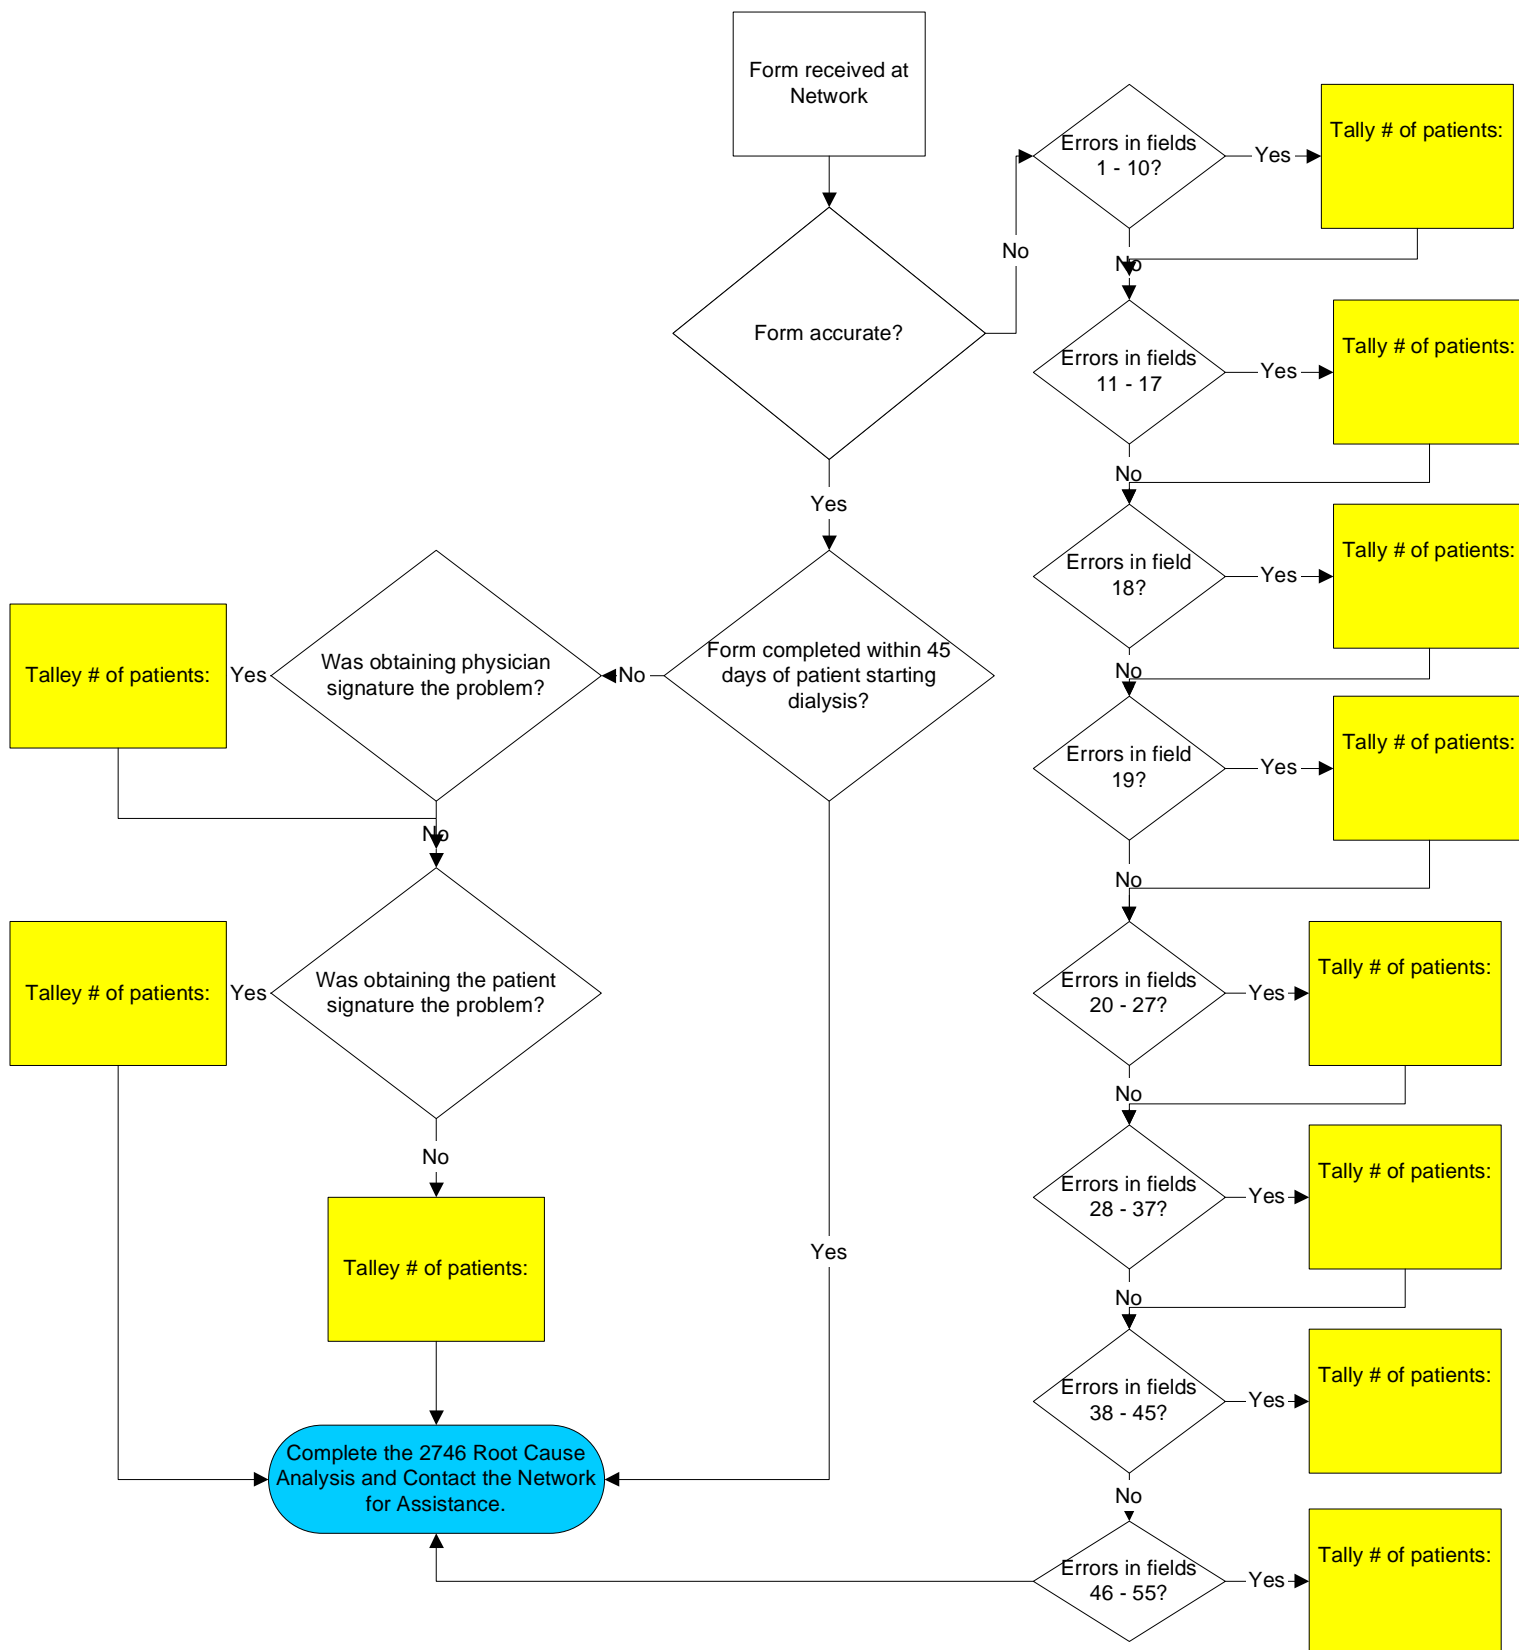 Form received at
Network
Form accurate?
No
Yes
Form completed within 45
days of patient starting
dialysis?
No
Yes
Was obtaining physician
signature the problem?
Yes
Talley # of patients:
No
Was obtaining the patient
signature the problem?
Yes
Talley # of patients:
No
Talley # of patients:
Complete the 2746 Root Cause
Analysis and Contact the Network
for Assistance.
Errors in fields
1 - 10?
Yes
Tally # of patients:
No
Errors in fields
11 - 17
Yes
Tally # of patients:
No
Errors in field
18?
Yes
Tally # of patients:
No
Errors in field
19?
Yes
Tally # of patients:
No
Errors in fields
20 - 27?
Yes
Tally # of patients:
No
Errors in fields
28 - 37?
Yes
Tally # of patients:
No
Errors in fields
38 - 45?
Yes
Tally # of patients:
No
Errors in fields
46 - 55?
Yes
Tally # of patients: